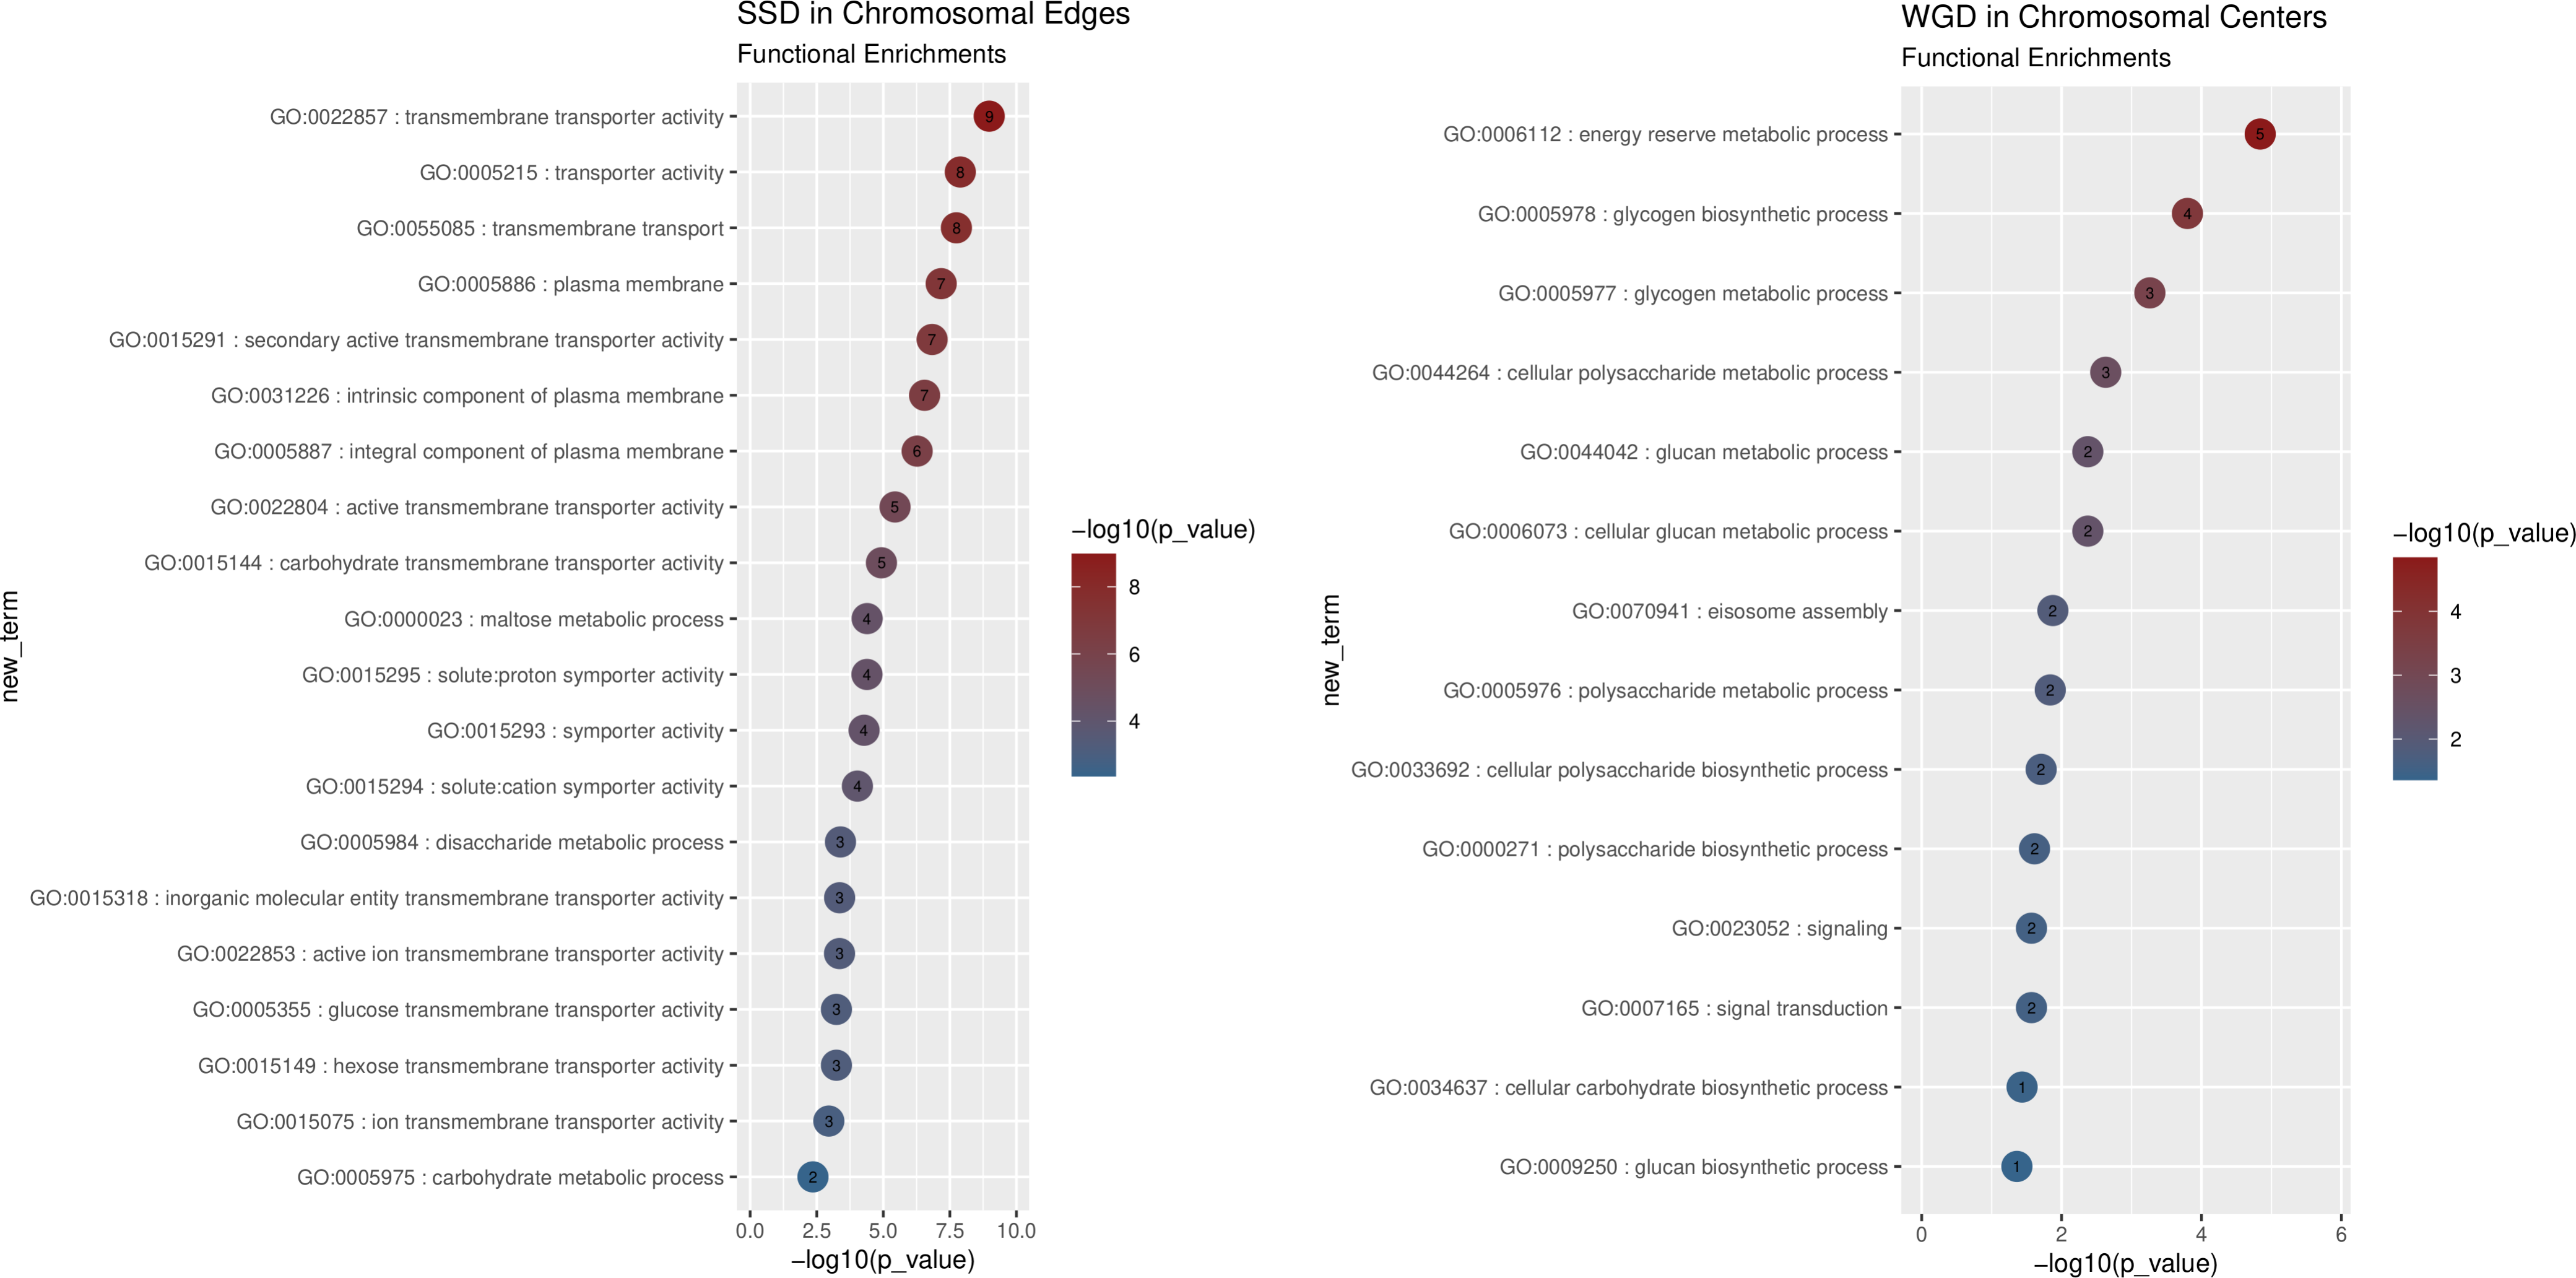 SSD in Chromosomal Edges
Functional Enrichments
new_term
GO:0022857 : transmembrane transporter activity
9
GO:0005215 : transporter activity
8
GO:0055085 : transmembrane transport
8
GO:0005886 : plasma membrane
7
GO:0015291 : secondary active transmembrane transporter activity
7
GO:0031226 : intrinsic component of plasma membrane
7
GO:0005887 : integral component of plasma membrane
6
GO:0022804 : active transmembrane transporter activity
5
GO:0015144 : carbohydrate transmembrane transporter activity
5
GO:0000023 : maltose metabolic process
4
GO:0015295 : solute:proton symporter activity
4
GO:0015293 : symporter activity
4
GO:0015294 : solute:cation symporter activity
4
GO:0005984 : disaccharide metabolic process
3
GO:0015318 : inorganic molecular entity transmembrane transporter activity
3
GO:0022853 : active ion transmembrane transporter activity
3
GO:0005355 : glucose transmembrane transporter activity
3
GO:0015149 : hexose transmembrane transporter activity
3
GO:0015075 : ion transmembrane transporter activity
3
GO:0005975 : carbohydrate metabolic process
2
0.0 2.5 5.0 7.5 10.0
−log10(p_value)
−log10(p_value)
8
6
4
WGD in Chromosomal Centers
Functional Enrichments
new_term
GO:0006112 : energy reserve metabolic process
5
GO:0005978 : glycogen biosynthetic process
4
GO:0005977 : glycogen metabolic process
3
GO:0044264 : cellular polysaccharide metabolic process
3
GO:0044042 : glucan metabolic process
2
GO:0006073 : cellular glucan metabolic process
2
GO:0070941 : eisosome assembly
2
GO:0005976 : polysaccharide metabolic process
2
GO:0033692 : cellular polysaccharide biosynthetic process
2
GO:0000271 : polysaccharide biosynthetic process
2
GO:0023052 : signaling
2
GO:0007165 : signal transduction
2
GO:0034637 : cellular carbohydrate biosynthetic process
1
GO:0009250 : glucan biosynthetic process
1
0 2 4 6
−log10(p_value)
−log10(p_value)
4
3
2